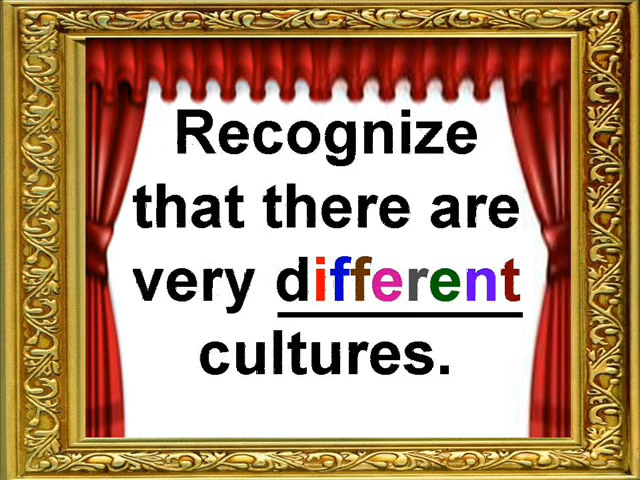 Recognize
that there are
very different
cultures.